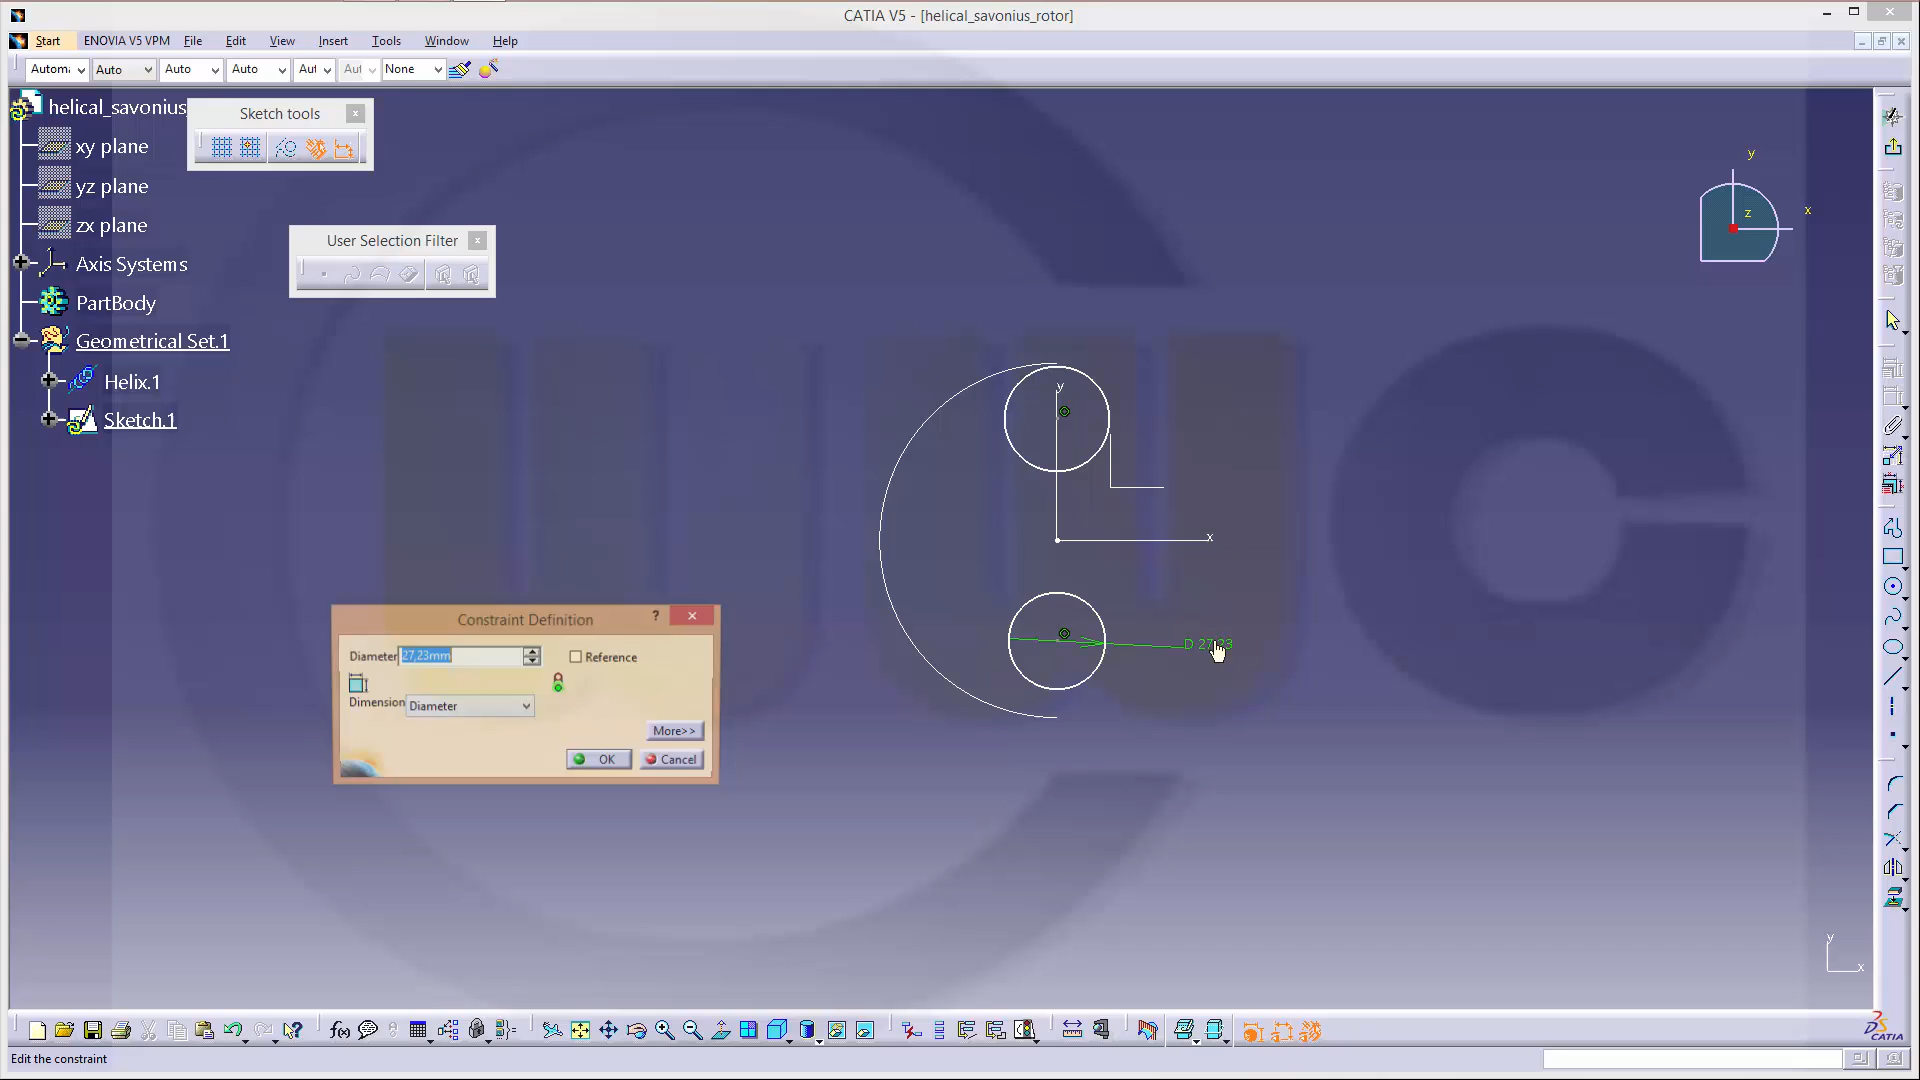 CATIA V5 - [helical_savonius_rotor]
Start ENOVIA V5 VPM File Edit View Insert Tools Window Help
Automa Auto Auto Auto Aut Aut None
helical_savonius
Sketch tools
xy plane
yz plane
zx plane
User Selection Filter
Axis Systems
PartBody
Geometrical Set.1
Helix.1
Sketch.1
y
x
z
y
x
D 27,23
Constraint Definition
?
Diameter 27,23mm Reference
Dimension Diameter
More>>
OK Cancel
y
x
f(x)
CATIA
Edit the constraint